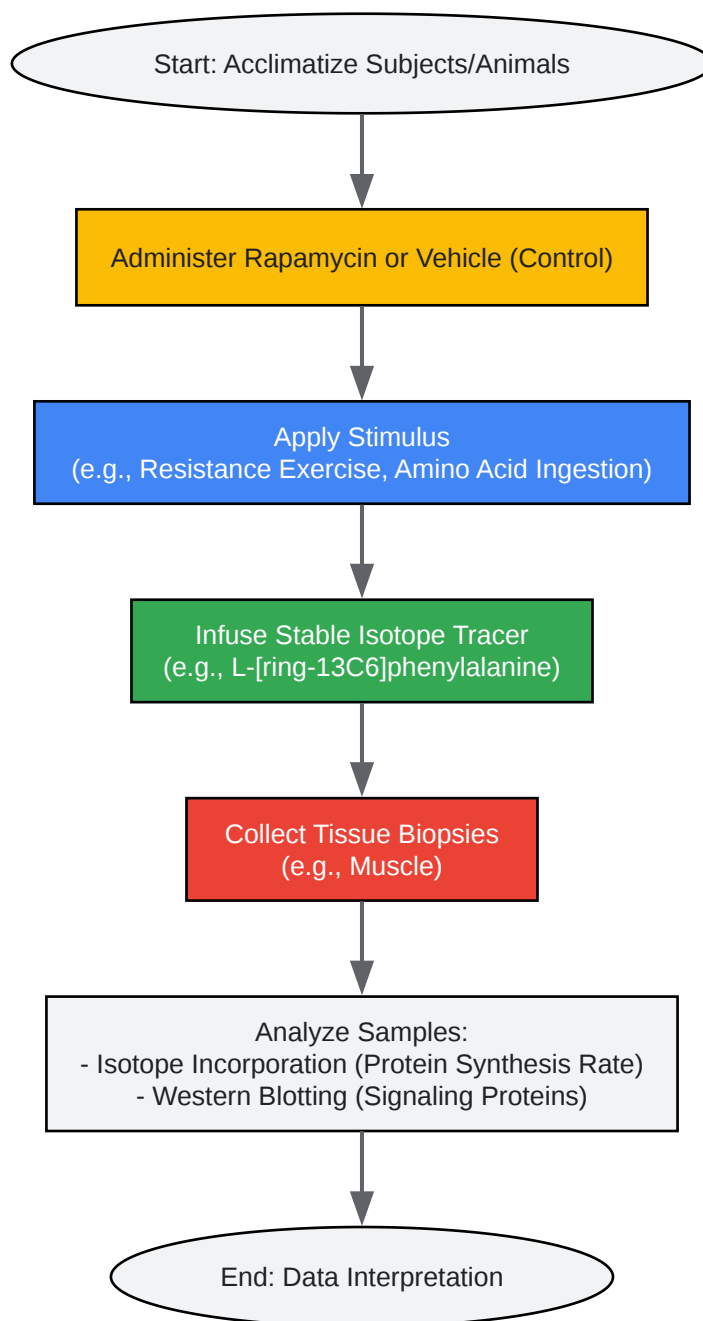 Start: Acclimatize Subjects/Animals
Administer Rapamycin or Vehicle (Control)
Apply Stimulus
(e.g., Resistance Exercise, Amino Acid Ingestion)
Infuse Stable Isotope Tracer
(e.g., L-[ring-13C6]phenylalanine)
Collect Tissue Biopsies
(e.g., Muscle)
Analyze Samples:
- Isotope Incorporation (Protein Synthesis Rate)
- Western Blotting (Signaling Proteins)
End: Data Interpretation